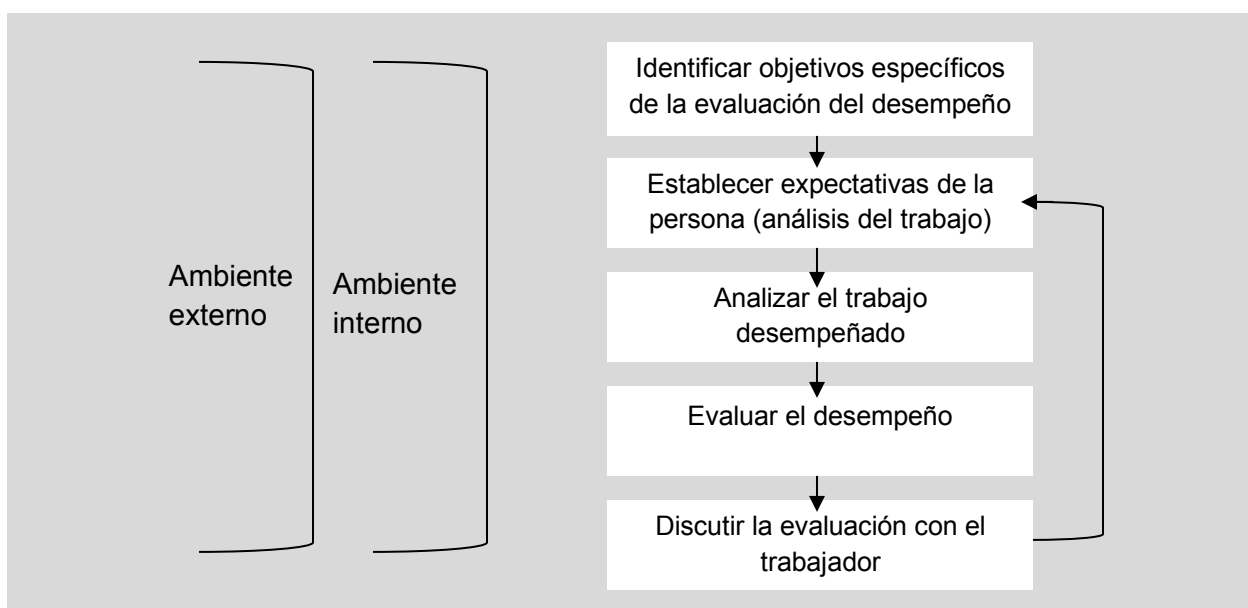 Ambiente
externo
Ambiente
interno
Identificar objetivos específicos
de la evaluación del desempeño
Establecer expectativas de la
persona (análisis del trabajo)
Analizar el trabajo
desempeñado
Evaluar el desempeño
Discutir la evaluación con el
trabajador